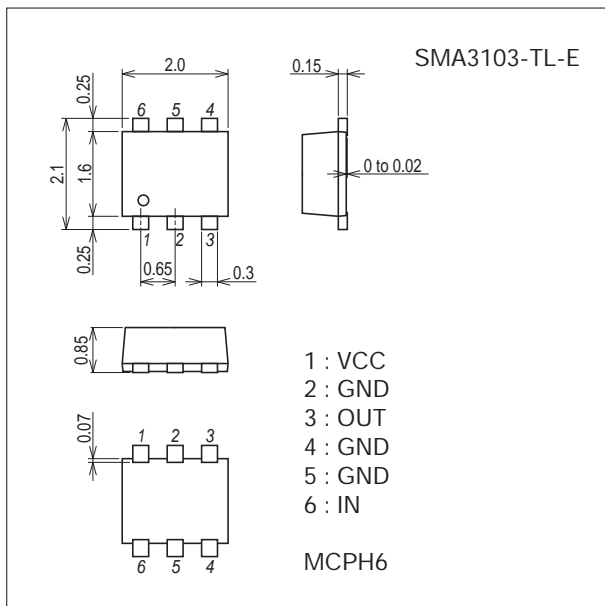 SMA3103-TL-E
2.0
0.15
0.25
6 5 4
2.1
1.6
0 to 0.02
0.25
1 2 3
0.65
0.3
0.85
1 : VCC
2 : GND
3 : OUT
4 : GND
5 : GND
6 : IN
0.07
1 2 3
6 5 4
MCPH6